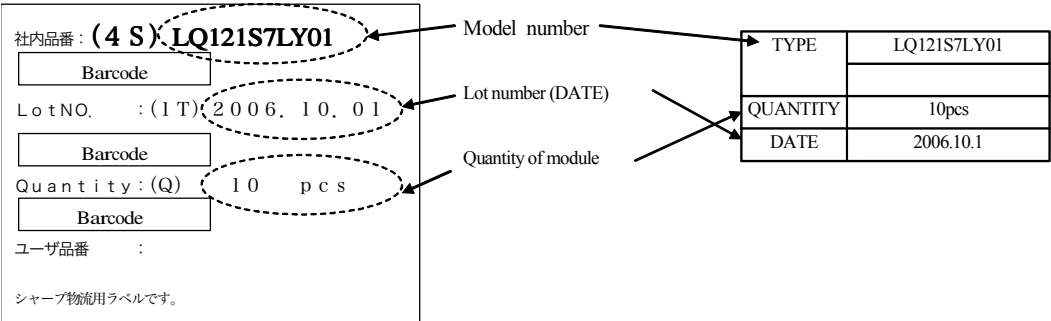 社内品番：(4S) LQ121S7LY01
Barcode
LotNO. :(1T) 2006. 10. 01
Barcode
Quantity:(Q) 10 pcs
Barcode
ユーザ品番 :
シャープ物流用ラベルです。
Model number
Lot number (DATE)
Quantity of module
TYPE LQ121S7LY01
QUANTITY 10pcs
DATE 2006.10.1